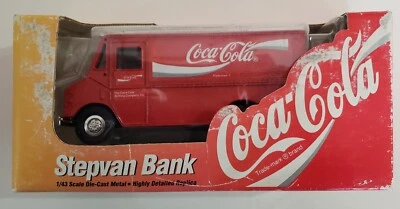 Coca-Cola ®
Coca-Cola
Trade-mark ® brand
Stepvan Bank
1/43 Scale Die-Cast Metal • Highly Detailed Replica